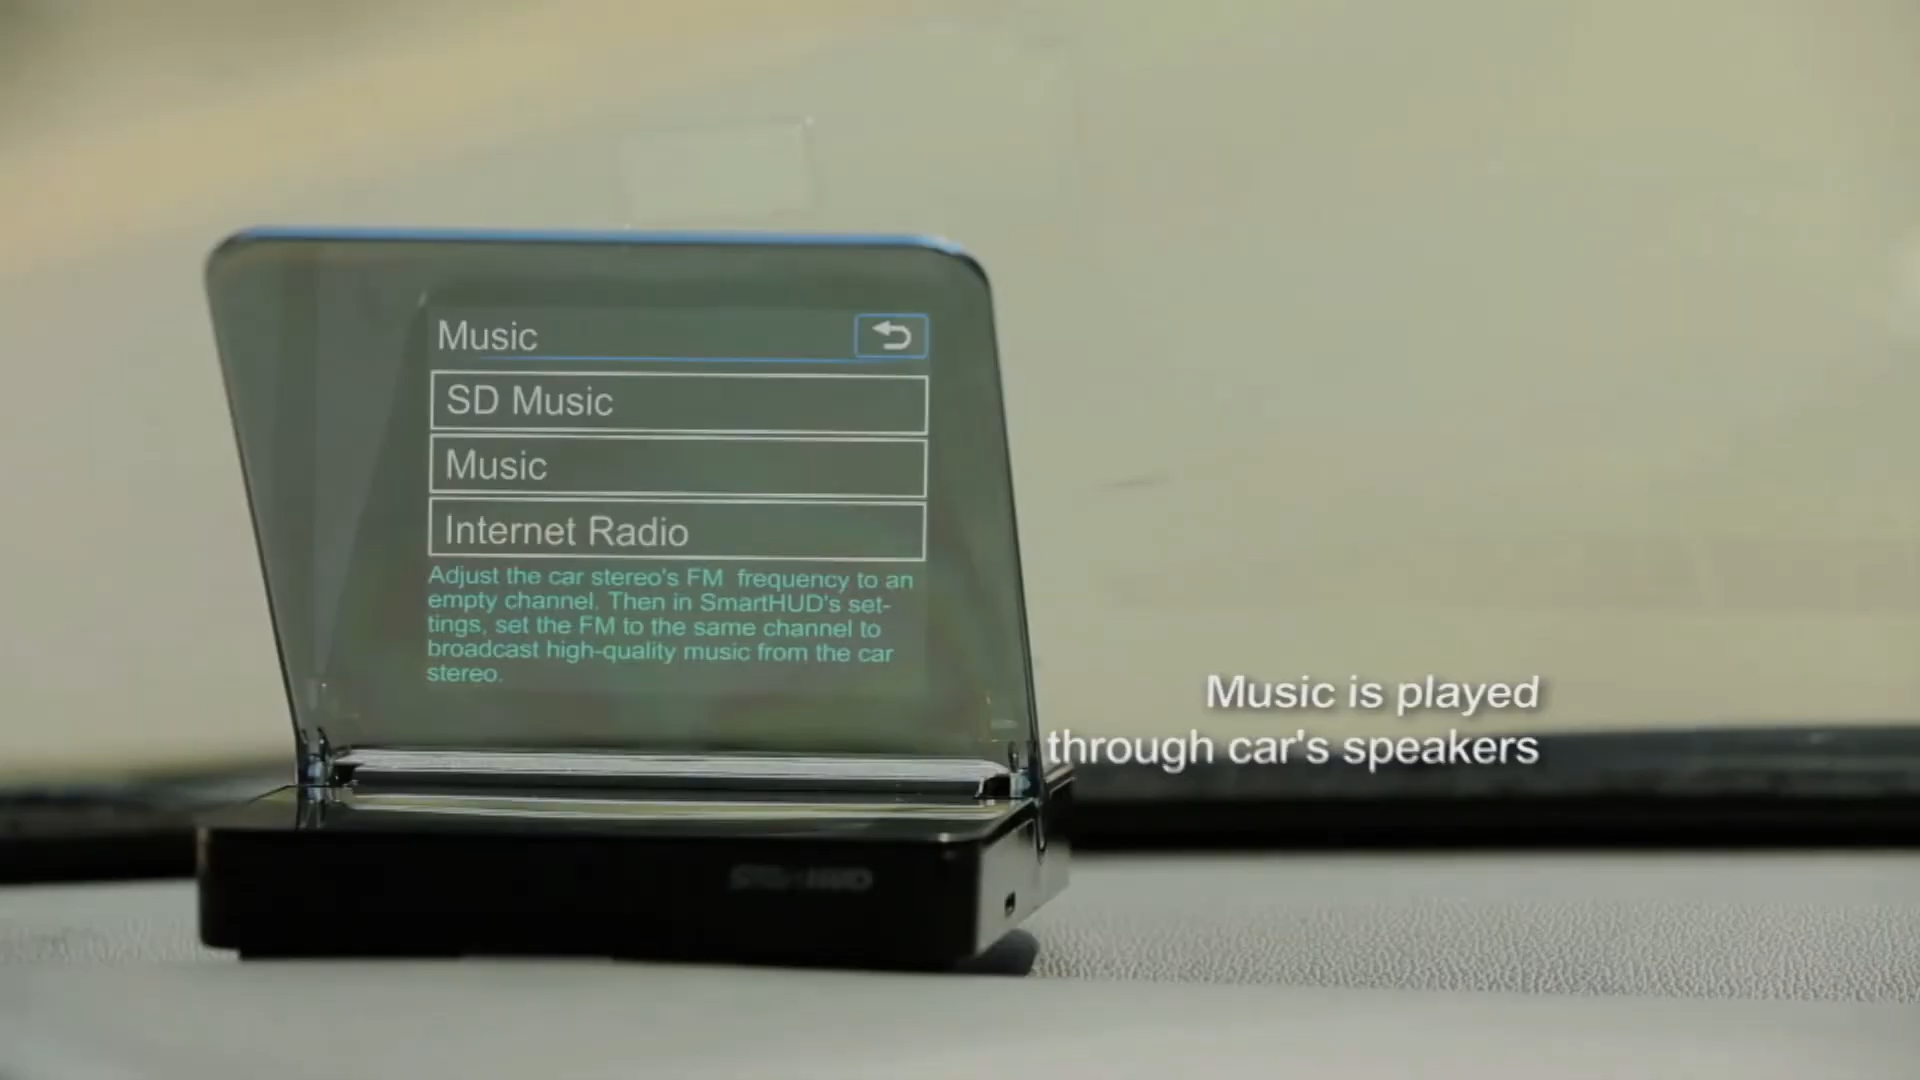 Music
SD Music
Music
Internet Radio
Adjust the car stereo's FM frequency to an
empty channel. Then in SmartHUD's set-
tings, set the FM to the same channel to
broadcast high-quality music from the car
stereo.
Music is played
through car's speakers